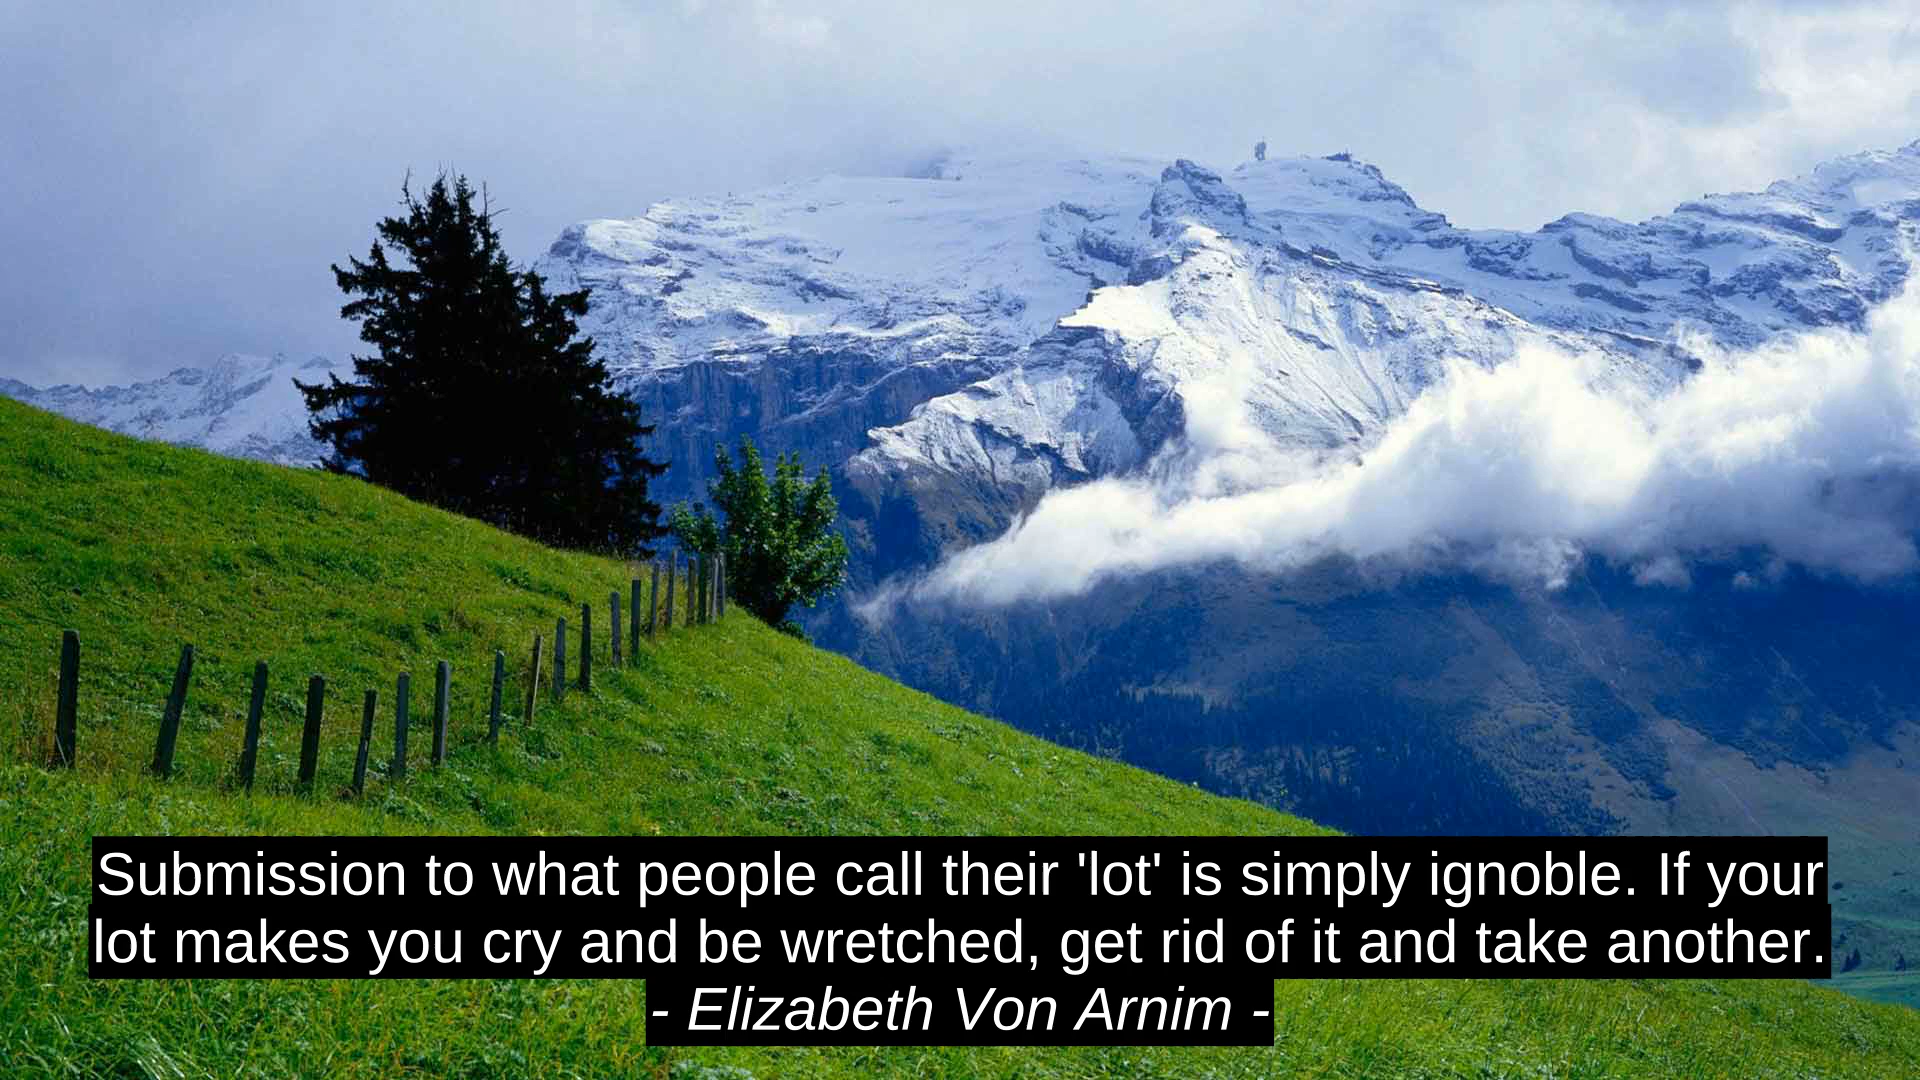 Submission to what people call their 'lot' is simply ignoble. If your
lot makes you cry and be wretched, get rid of it and take another.
- Elizabeth Von Arnim -